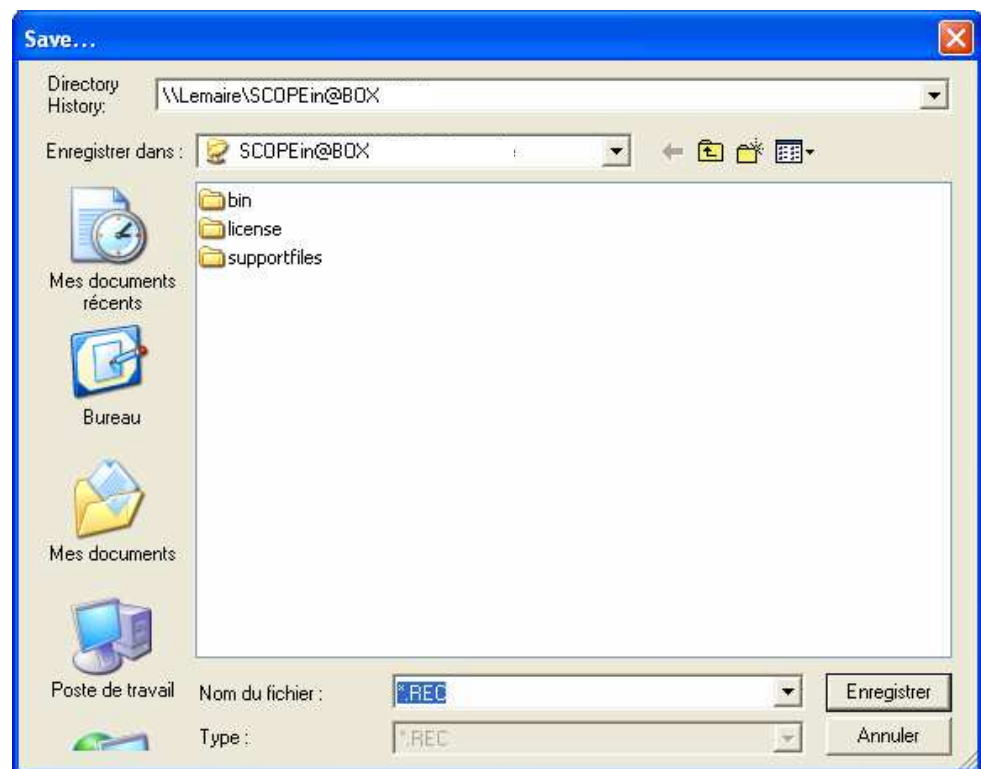 Save...
Directory
History:
\\Lemaire\SCOPEin@BOX
Enregistrer dans :
SCOPEin@BOX
bin
license
supportfiles
Mes documents
récents
Bureau
Mes documents
Poste de travail
Nom du fichier :
*.REC
Enregistrer
Type :
*.REC
Annuler